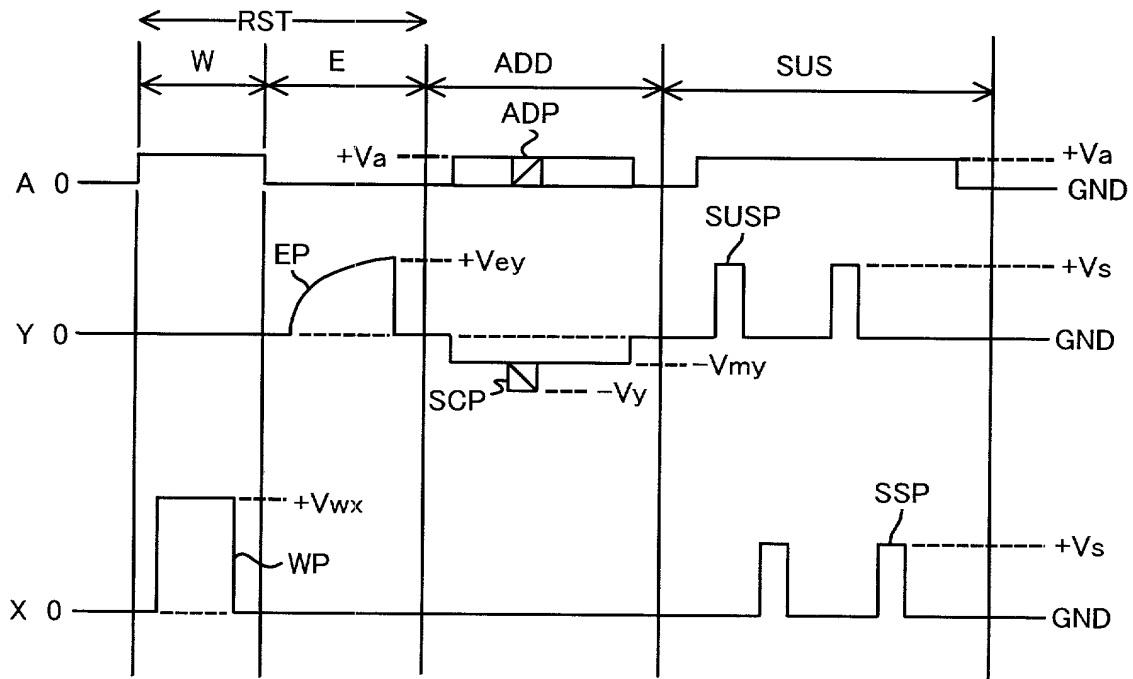 RST
W E ADD SUS
ADP
+Va +Va
A 0 GND
SUSP
EP +Vey +Vs
Y 0 GND
-Vmy
SCP -Vy
+Vwx SSP
WP +Vs
X 0 GND